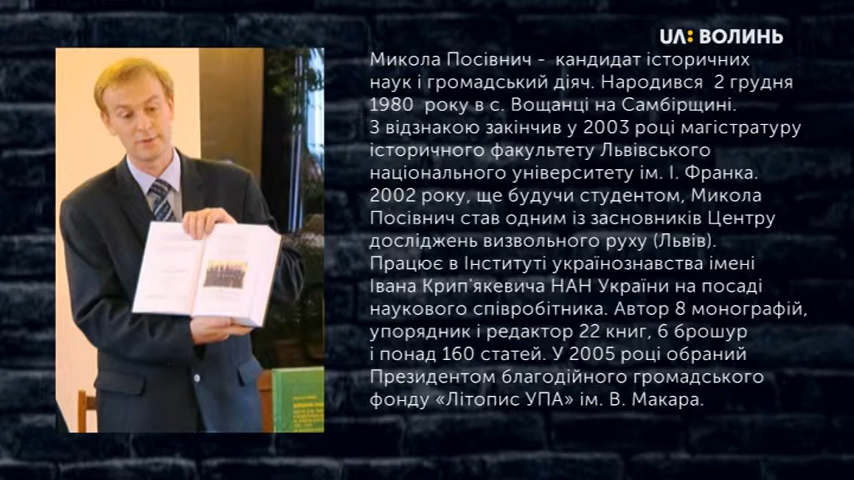 UA: ВОЛИНЬ
Микола Посівнич - кандидат історичних
наук і громадський діяч. Народився 2 грудня
1980 року в с. Вощанці на Самбірщині.
З відзнакою закінчив у 2003 році магістратуру
історичного факультету Львівського
національного університету ім. І. Франка.
2002 року, ще будучи студентом, Микола
Посівнич став одним із засновників Центру
досліджень визвольного руху (Львів).
Працює в Інституті українознавства імені
Івана Крип'якевича НАН України на посаді
наукового співробітника. Автор 8 монографій,
упорядник і редактор 22 книг, 6 брошур
і понад 160 статей. У 2005 році обраний
Президентом благодійного громадського
фонду «Літопис УПА» ім. В. Макара.